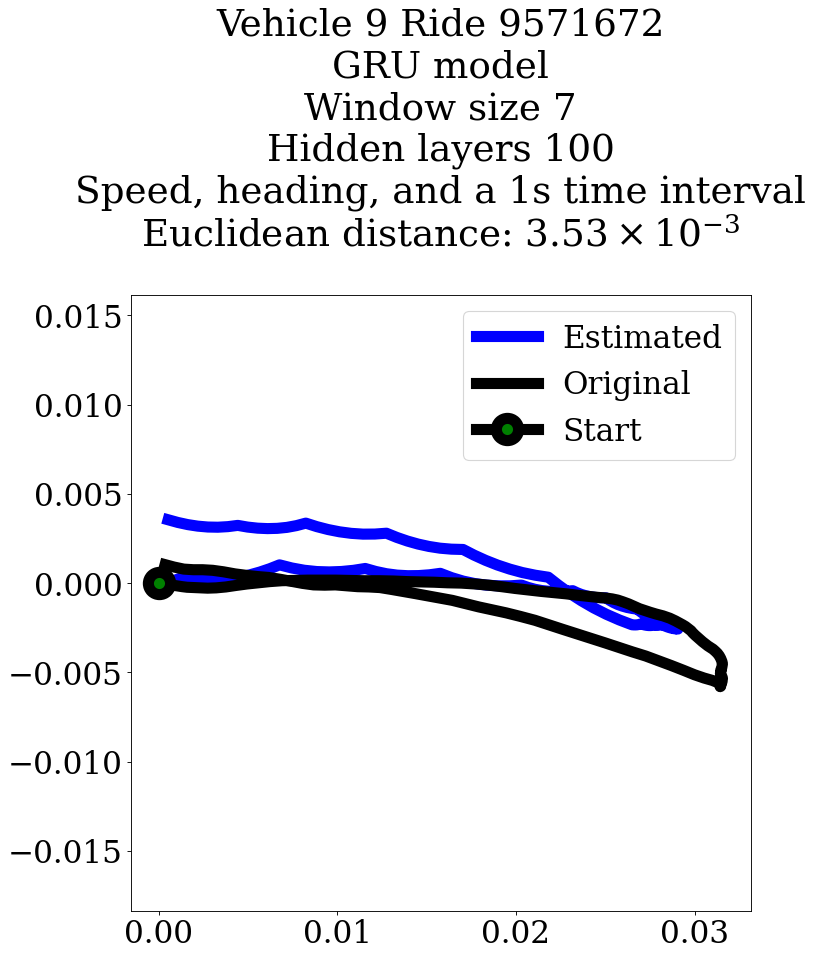 Vehicle 9 Ride 9571672
GRU model
Window size 7
Hidden layers 100
Speed, heading, and a 1s time interval
Euclidean distance: 3.53 × 10⁻³
Estimated
Original
Start
0.015
0.010
0.005
0.000
−0.005
−0.010
−0.015
0.00 0.01 0.02 0.03